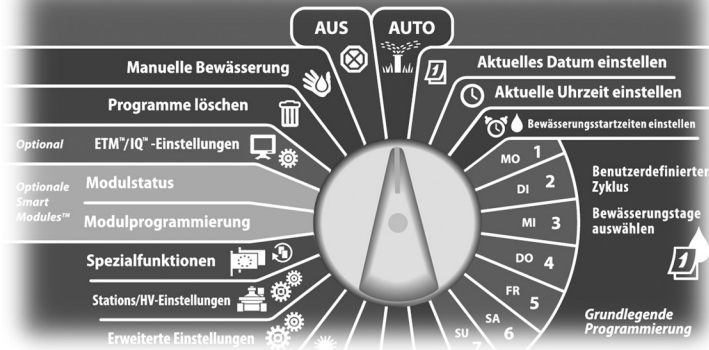 AUS
AUTO
Manuelle Bewässerung
Programme löschen
Optional
ETM™/IQ™ -Einstellungen
Optionale
Smart
Modules™
Modulstatus
Modulprogrammierung
Spezialfunktionen
Stations/HV-Einstellungen
Erweiterte Einstellungen
Aktuelles Datum einstellen
Aktuelle Uhrzeit einstellen
Bewässerungsstartzeiten einstellen
MO 1
DI 2
MI 3
DO 4
FR 5
SA 6
SU 7
Benutzerdefinierter
Zyklus
Bewässerungstage
auswählen
Grundlegende
Programmierung